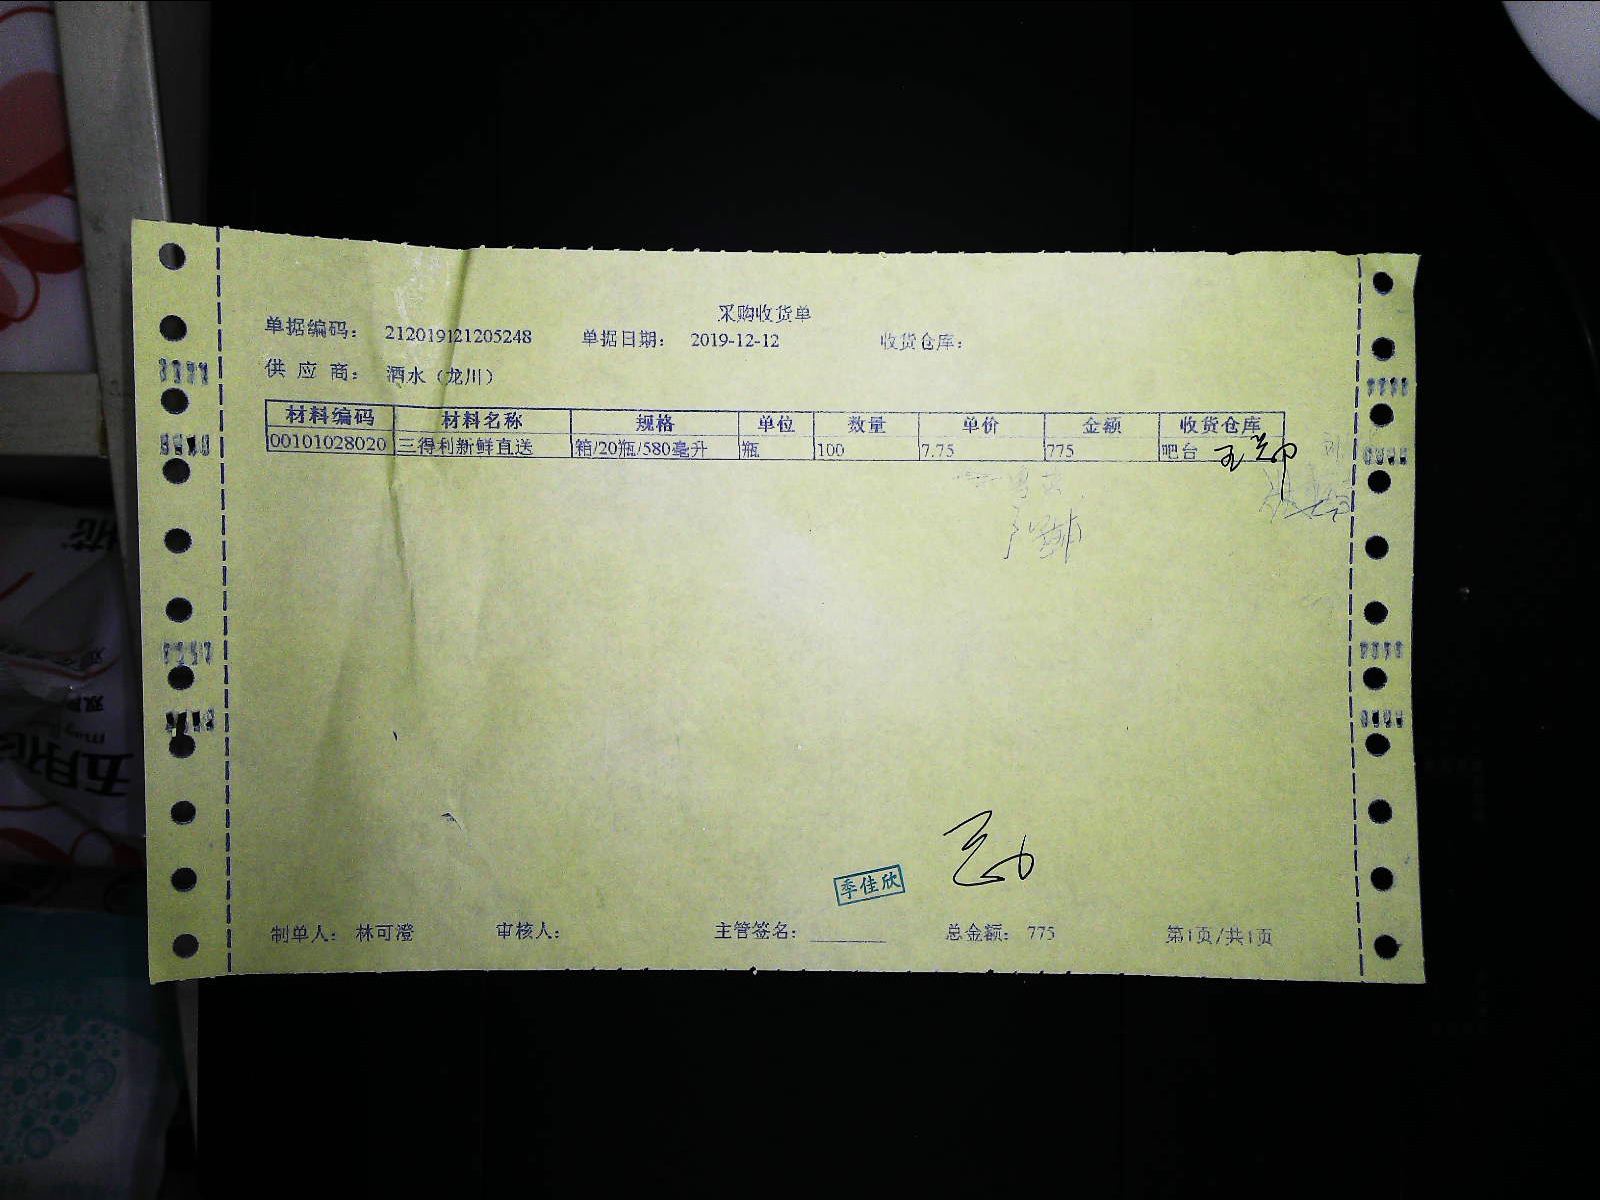 采购收货单
单据编码： 212019121205248 单据日期： 2019-12-12 收货仓库：
供 应 商： 酒水（龙川）
材料编码 材料名称 规格 单位 数量 单价 金额 收货仓库
00101028020 三得利新鲜直送 箱/20瓶/580毫升 瓶 100 7.75 775 吧台
季佳欣
制单人： 林可澄 审核人： 主管签名： 总金额： 775 第1页/共1页
五月花